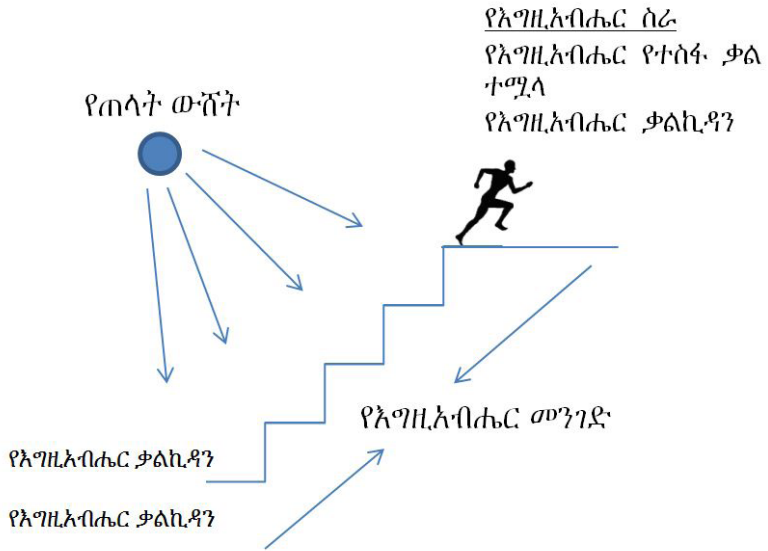 የእግዚአብሔር ስራ
የእግዚአብሔር የተስፋ ቃል
ተሟላ
የእግዚአብሔር ቃልኪዳን
የጠላት ውሸት
የእግዚአብሔር መንገድ
የእግዚአብሔር ቃልኪዳን
የእግዚአብሔር ቃልኪዳን